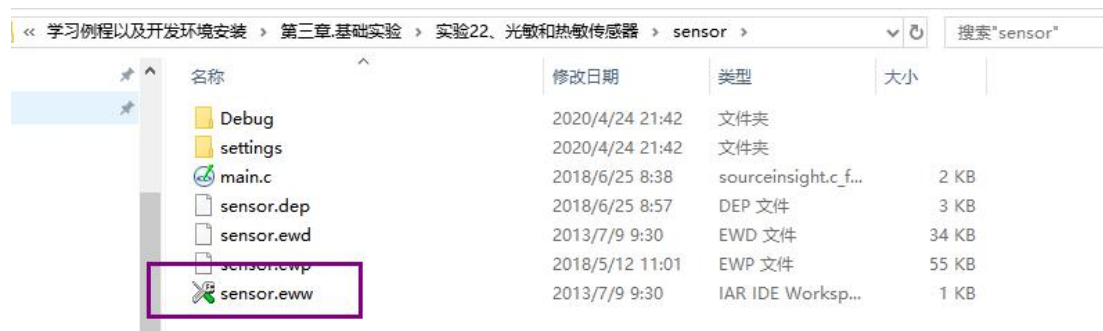 « 学习例程以及开发环境安装 › 第三章.基础实验 › 实验22、光敏和热敏传感器 › sensor › 搜索"sensor"
名称 修改日期 类型 大小
Debug 2020/4/24 21:42 文件夹
settings 2020/4/24 21:42 文件夹
main.c 2018/6/25 8:38 sourceinsight.c_f... 2 KB
sensor.dep 2018/6/25 8:57 DEP 文件 3 KB
sensor.ewd 2013/7/9 9:30 EWD 文件 34 KB
sensor.ewp 2018/5/12 11:01 EWP 文件 55 KB
sensor.eww 2013/7/9 9:30 IAR IDE Worksp... 1 KB